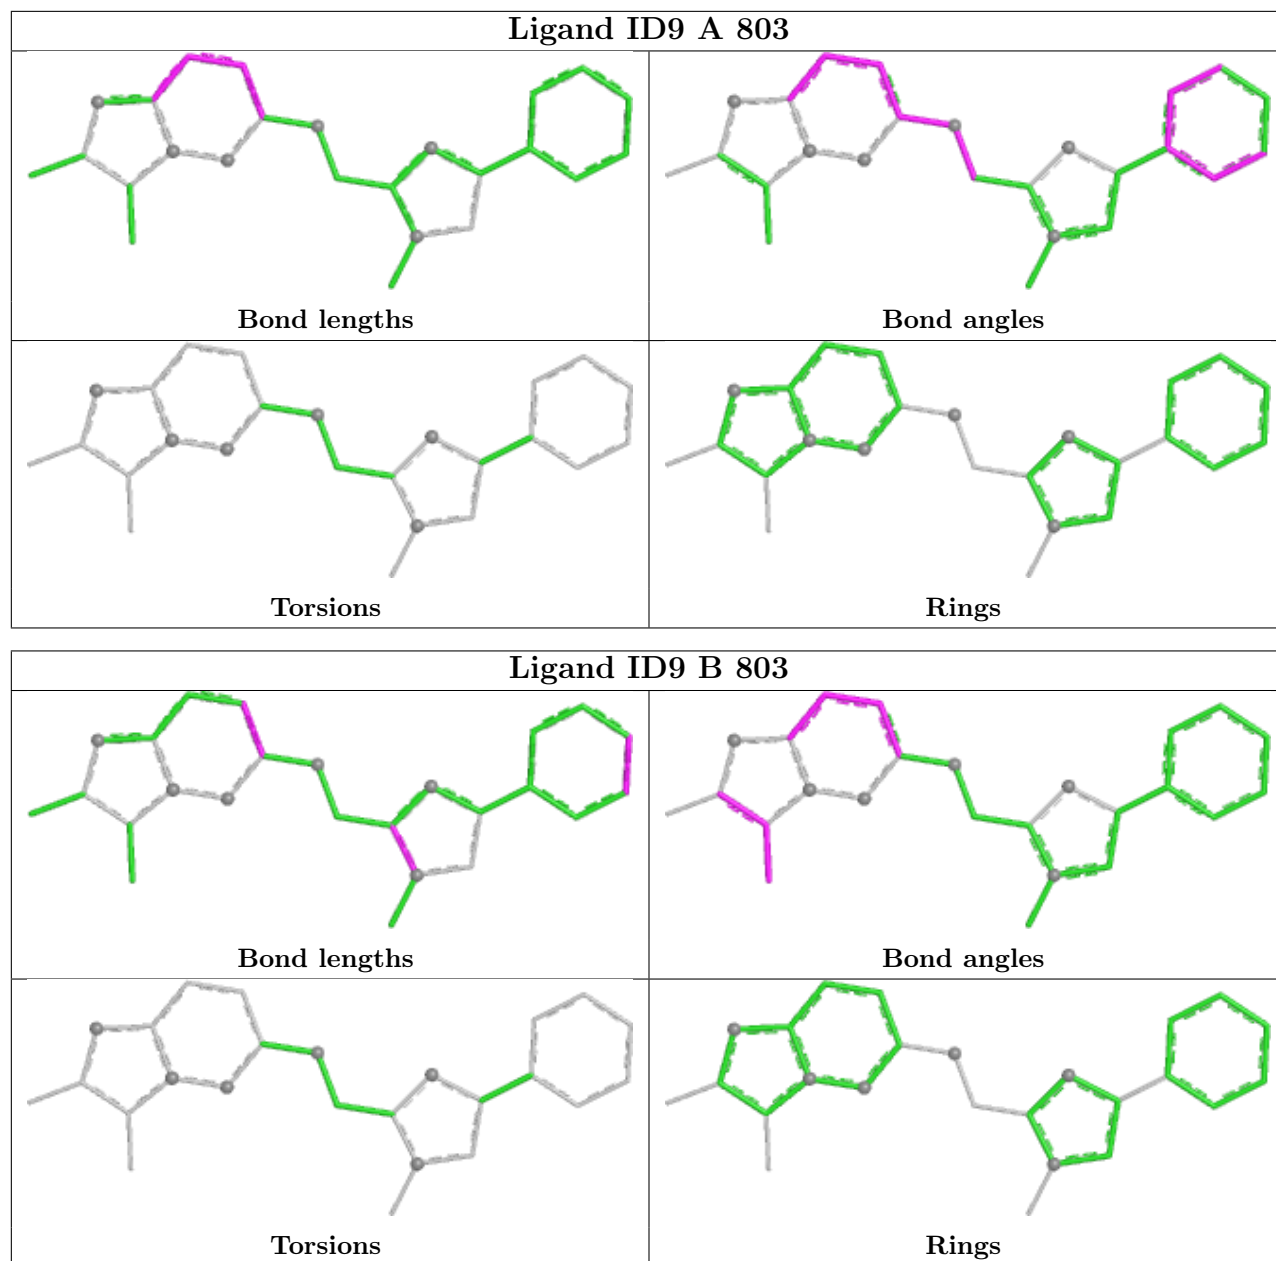 Ligand ID9 A 803
Bond lengths
Bond angles
Torsions
Rings
Ligand ID9 B 803
Bond lengths
Bond angles
Torsions
Rings